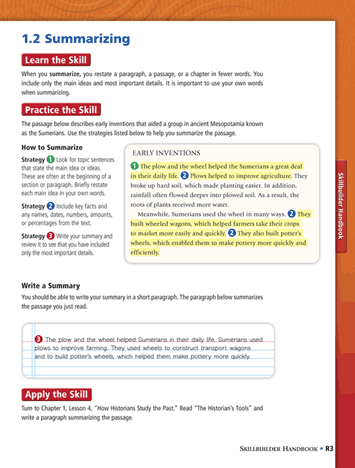 1.2 Summarizing
Learn the Skill
When you summarize, you restate a paragraph, a passage, or a chapter in fewer words. You
include only the main ideas and most important details. It is important to use your own words
when summarizing.
Practice the Skill
The passage below describes early inventions that aided a group in ancient Mesopotamia known
as the Sumerians. Use the strategies listed below to help you summarize the passage.
How to Summarize
Strategy 1 Look for topic sentences
that state the main idea or ideas.
These are often at the beginning of a
section or paragraph. Briefly restate
each main idea in your own words.
Strategy 2 Include key facts and
any names, dates, numbers, amounts,
or percentages from the text.
Strategy 3 Write your summary and
review it to see that you have included
only the most important details.
EARLY INVENTIONS
1 The plow and the wheel helped the Sumerians a great deal
in their daily life. 2 Plows helped to improve agriculture. They
broke up hard soil, which made planting easier. In addition,
rainfall often flowed deeper into plowed soil. As a result, the
roots of plants received more water.
Meanwhile, Sumerians used the wheel in many ways. 2 They
built wheeled wagons, which helped farmers take their crops
to market more easily and quickly. 2 They also built potter's
wheels, which enabled them to make pottery more quickly and
efficiently.
Write a Summary
You should be able to write your summary in a short paragraph. The paragraph below summarizes
the passage you just read.
3 The plow and the wheel helped Sumerians in their daily life. Sumerians used
plows to improve farming. They used wheels to construct transport wagons
and to build potter's wheels, which helped them make pottery more quickly.
Apply the Skill
Turn to Chapter 1, Lesson 4, "How Historians Study the Past." Read "The Historian's Tools" and
write a paragraph summarizing the passage.
Skillbuilder Handbook
SKILLBUILDER HANDBOOK • R3